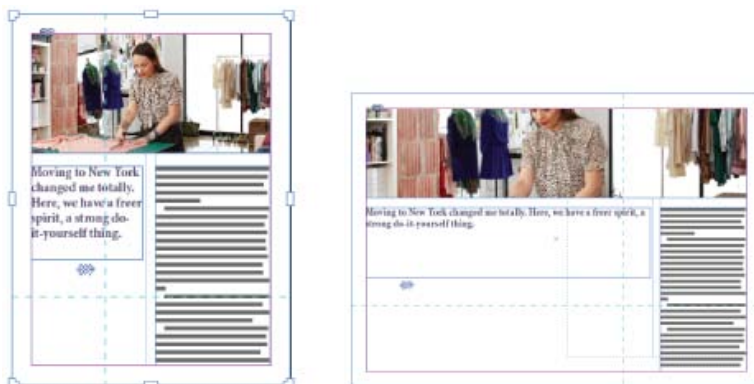 Moving to New York
changed me totally.
Here, we have a freer
spirit, a strong do-
it-yourself thing.
Moving to New York changed me totally. Here, we have a freer spirit, a
strong do-it-yourself thing.